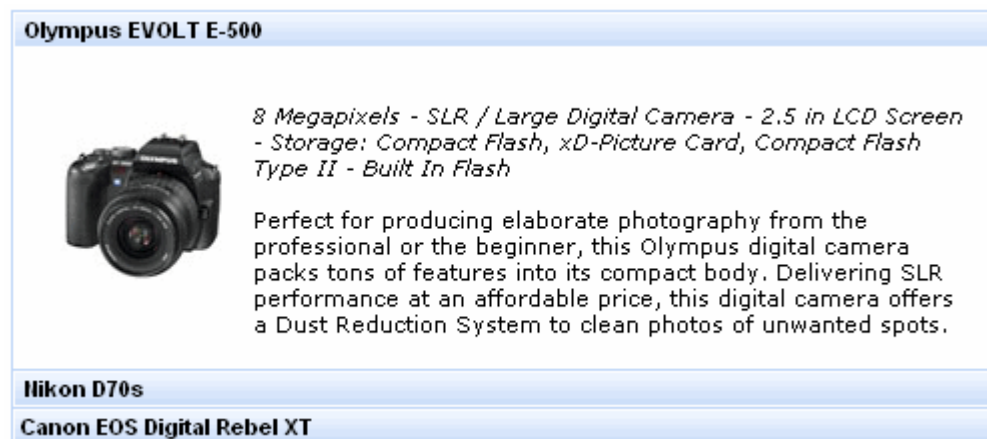 Olympus EVOLT E-500
8 Megapixels - SLR / Large Digital Camera - 2.5 in LCD Screen
- Storage: Compact Flash, xD-Picture Card, Compact Flash
Type II - Built In Flash
OLYMPUS
Perfect for producing elaborate photography from the
professional or the beginner, this Olympus digital camera
packs tons of features into its compact body. Delivering SLR
performance at an affordable price, this digital camera offers
a Dust Reduction System to clean photos of unwanted spots.
Nikon D70s
Canon EOS Digital Rebel XT